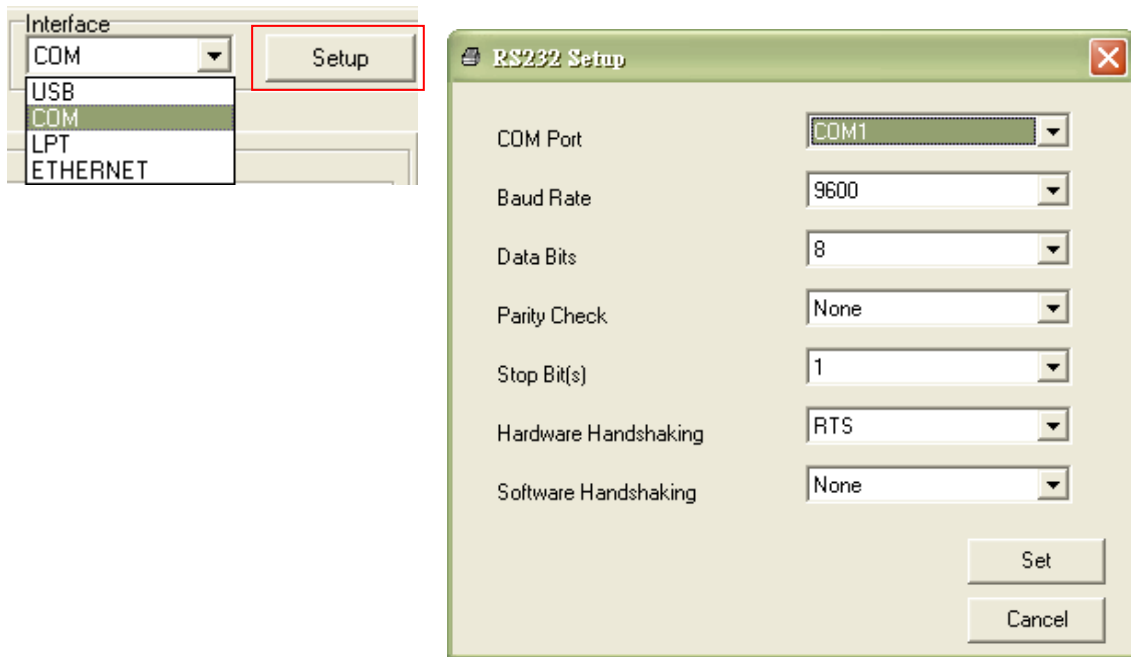 Interface
COM
Setup
USB
COM
LPT
ETHERNET
RS232 Setup
COM Port
COM1
Baud Rate
9600
Data Bits
8
Parity Check
None
Stop Bit(s)
1
Hardware Handshaking
RTS
Software Handshaking
None
Set
Cancel